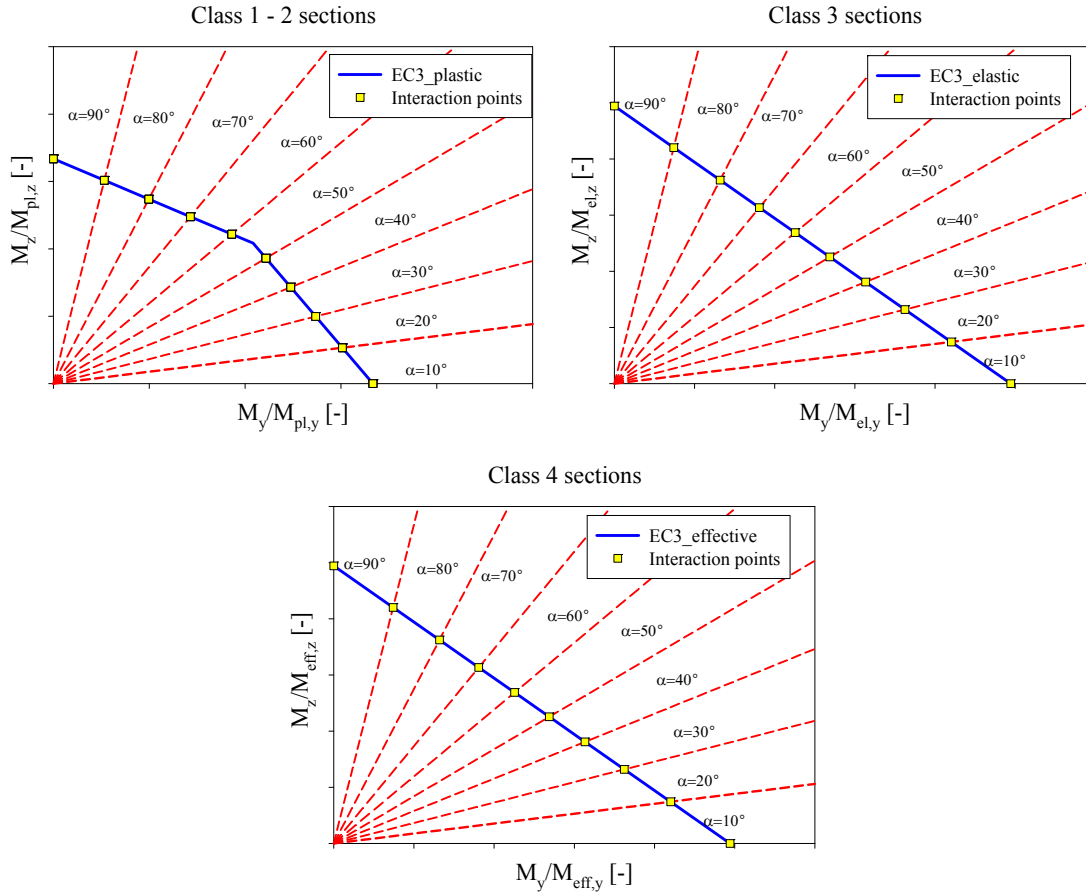 Class 1 - 2 sections
EC3_plastic
Interaction points
α=90°
α=80°
α=70°
α=60°
α=50°
α=40°
α=30°
α=20°
α=10°
M_z/M_pl,z [-]
M_y/M_pl,y [-]
Class 3 sections
EC3_elastic
Interaction points
α=90°
α=80°
α=70°
α=60°
α=50°
α=40°
α=30°
α=20°
α=10°
M_z/M_el,z [-]
M_y/M_el,y [-]
Class 4 sections
EC3_effective
Interaction points
α=90°
α=80°
α=70°
α=60°
α=50°
α=40°
α=30°
α=20°
α=10°
M_z/M_eff,z [-]
M_y/M_eff,y [-]